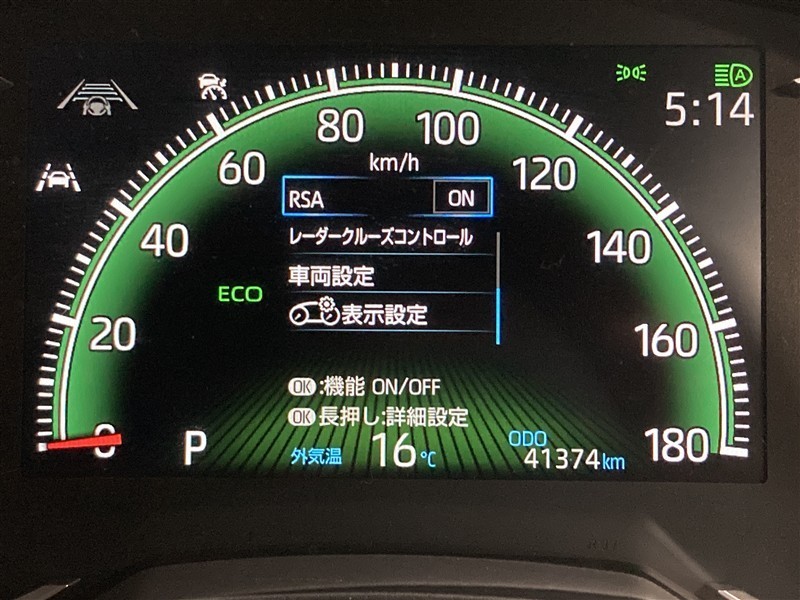 5:14
80 100
km/h
60 120
RSA ON
レーダークルーズコントロール
40 140
車両設定
ECO
表示設定
20 160
OK:機能 ON/OFF
OK長押し:詳細設定
0 P 外気温 16℃ ODO 41374km 180
A